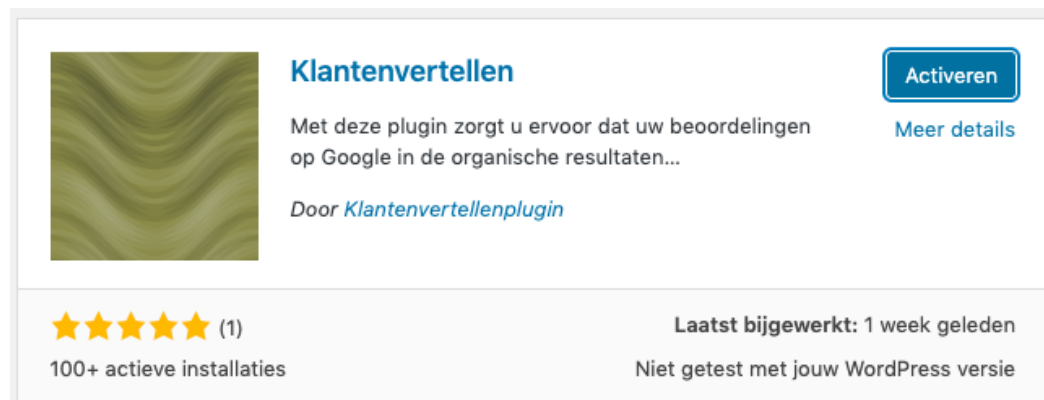 Klantenvertellen
Activeren
Met deze plugin zorgt u ervoor dat uw beoordelingen
Meer details
op Google in de organische resultaten...
Door Klantenvertellenplugin
(1)
Laatst bijgewerkt: 1 week geleden
100+ actieve installaties
Niet getest met jouw WordPress versie